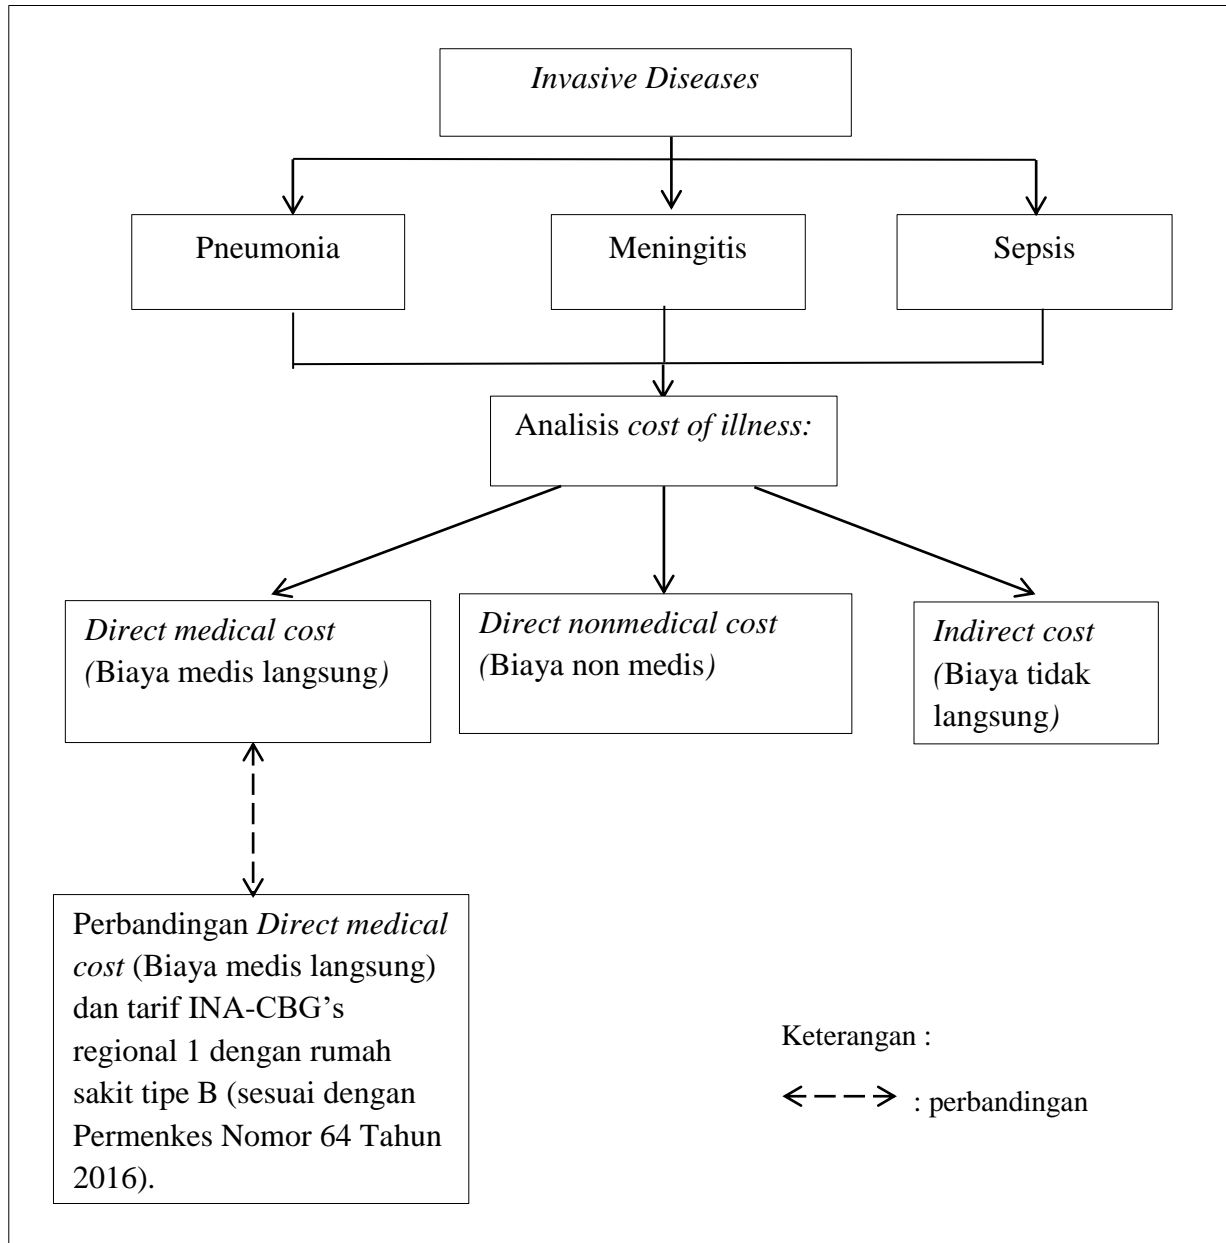 Invasive Diseases
Pneumonia
Meningitis
Sepsis
Analisis cost of illness:
Direct medical cost
(Biaya medis langsung)
Direct nonmedical cost
(Biaya non medis)
Indirect cost
(Biaya tidak
langsung)
Perbandingan Direct medical
cost (Biaya medis langsung)
dan tarif INA-CBG’s
regional 1 dengan rumah
sakit tipe B (sesuai dengan
Permenkes Nomor 64 Tahun
2016).
Keterangan :
: perbandingan